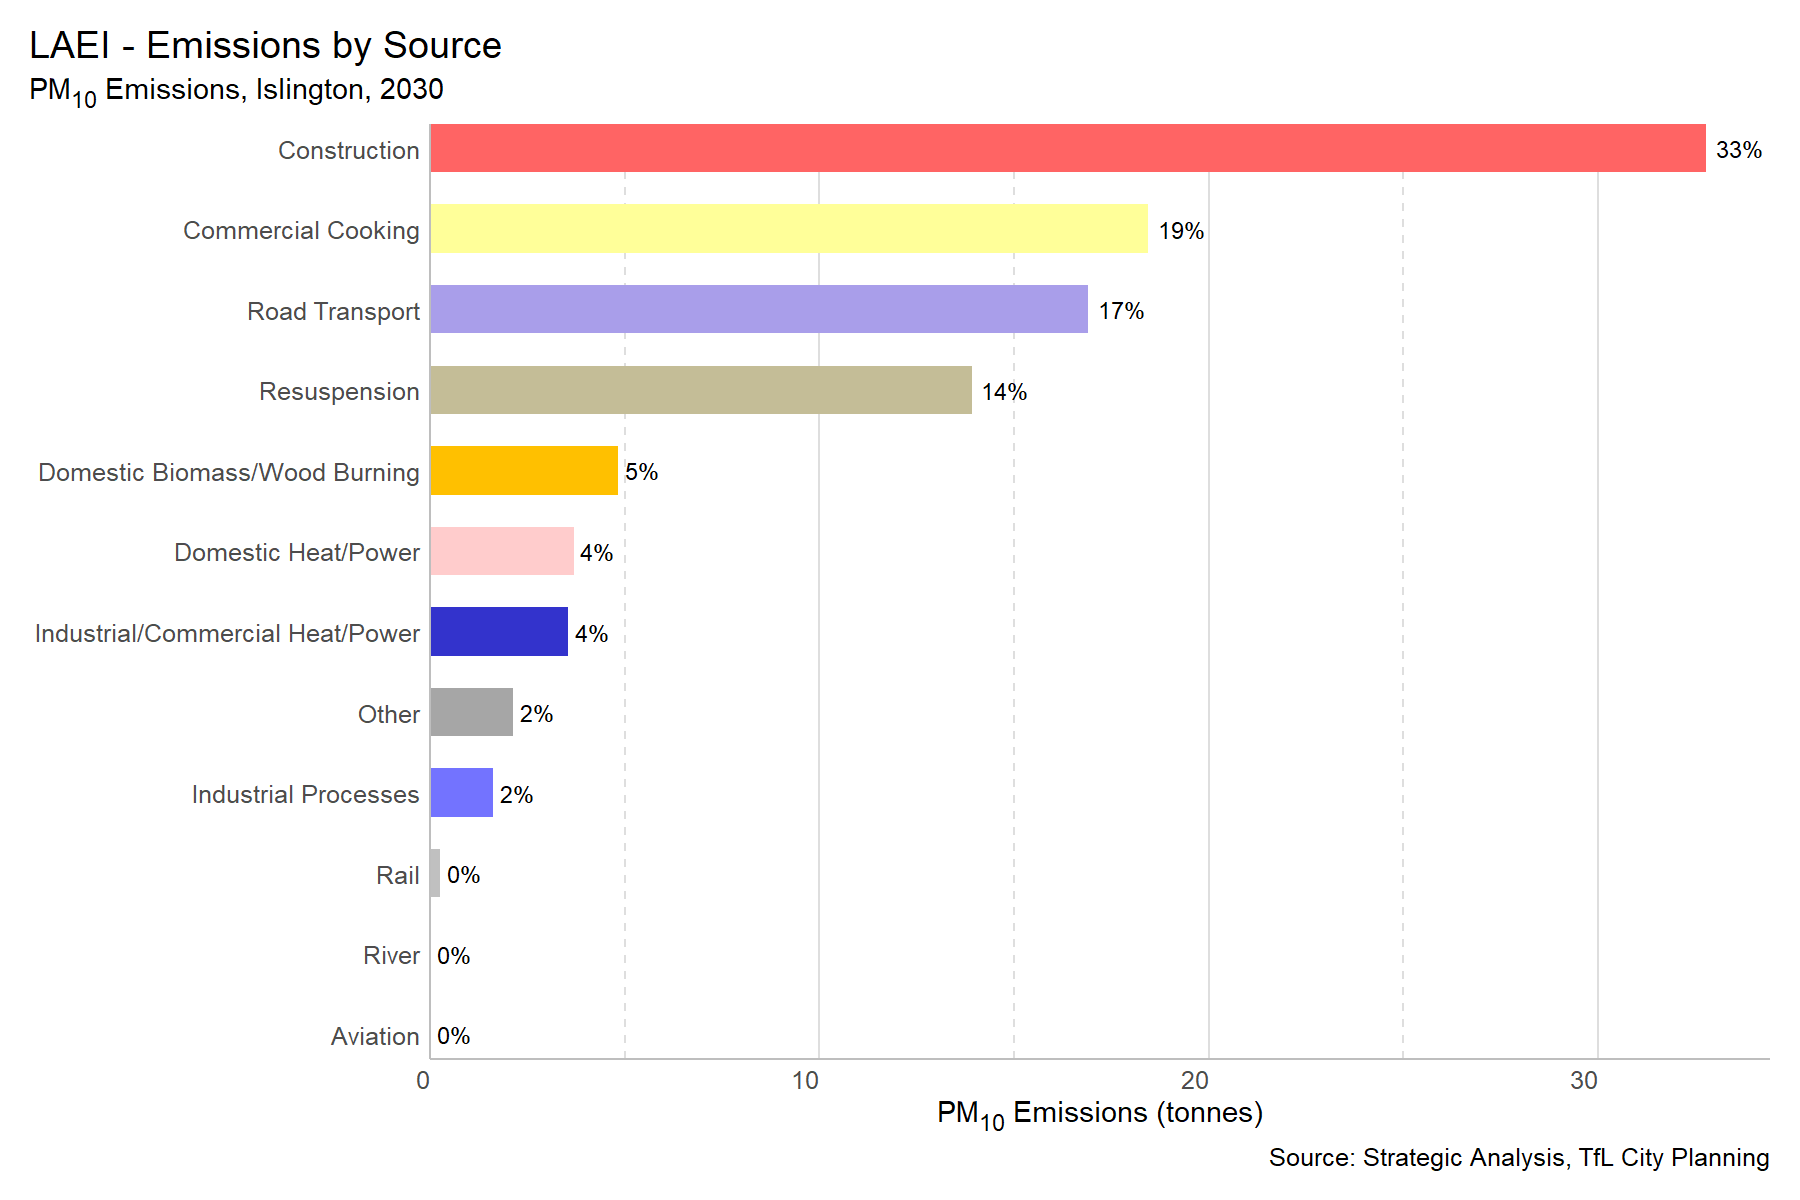 LAEI - Emissions by Source
PM10 Emissions, Islington, 2030
Construction 33%
Commercial Cooking 19%
Road Transport 17%
Resuspension 14%
Domestic Biomass/Wood Burning 5%
Domestic Heat/Power 4%
Industrial/Commercial Heat/Power 4%
Other 2%
Industrial Processes 2%
Rail 0%
River 0%
Aviation 0%
0 10 20 30
PM10 Emissions (tonnes)
Source: Strategic Analysis, TfL City Planning